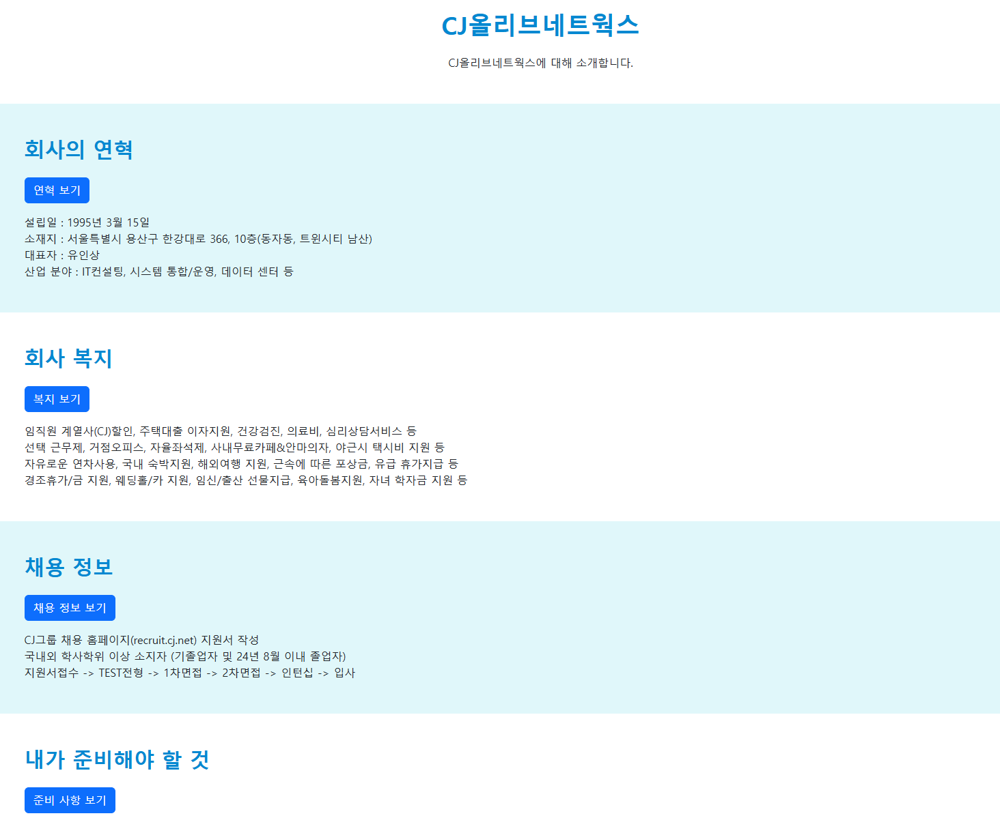 CJ올리브네트웍스
CJ올리브네트웍스에 대해 소개합니다.
회사의 연혁
연혁 보기
설립일 : 1995년 3월 15일
소재지 : 서울특별시 용산구 한강대로 366, 10층(동자동, 트윈시티 남산)
대표자 : 유인상
산업 분야 : IT컨설팅, 시스템 통합/운영, 데이터 센터 등
회사 복지
복지 보기
임직원 계열사(CJ)할인, 주택대출 이자지원, 건강검진, 의료비, 심리상담서비스 등
선택 근무제, 거점오피스, 자율좌석제, 사내무료카페&안마의자, 야근시 택시비 지원 등
자유로운 연차사용, 국내 숙박지원, 해외여행 지원, 근속에 따른 포상금, 유급 휴가지급 등
경조휴가/금 지원, 웨딩홀/카 지원, 임신/출산 선물지급, 육아돌봄지원, 자녀 학자금 지원 등
채용 정보
채용 정보 보기
CJ그룹 채용 홈페이지(recruit.cj.net) 지원서 작성
국내외 학사학위 이상 소지자 (기졸업자 및 24년 8월 이내 졸업자)
지원서접수 -> TEST전형 -> 1차면접 -> 2차면접 -> 인턴십 -> 입사
내가 준비해야 할 것
준비 사항 보기